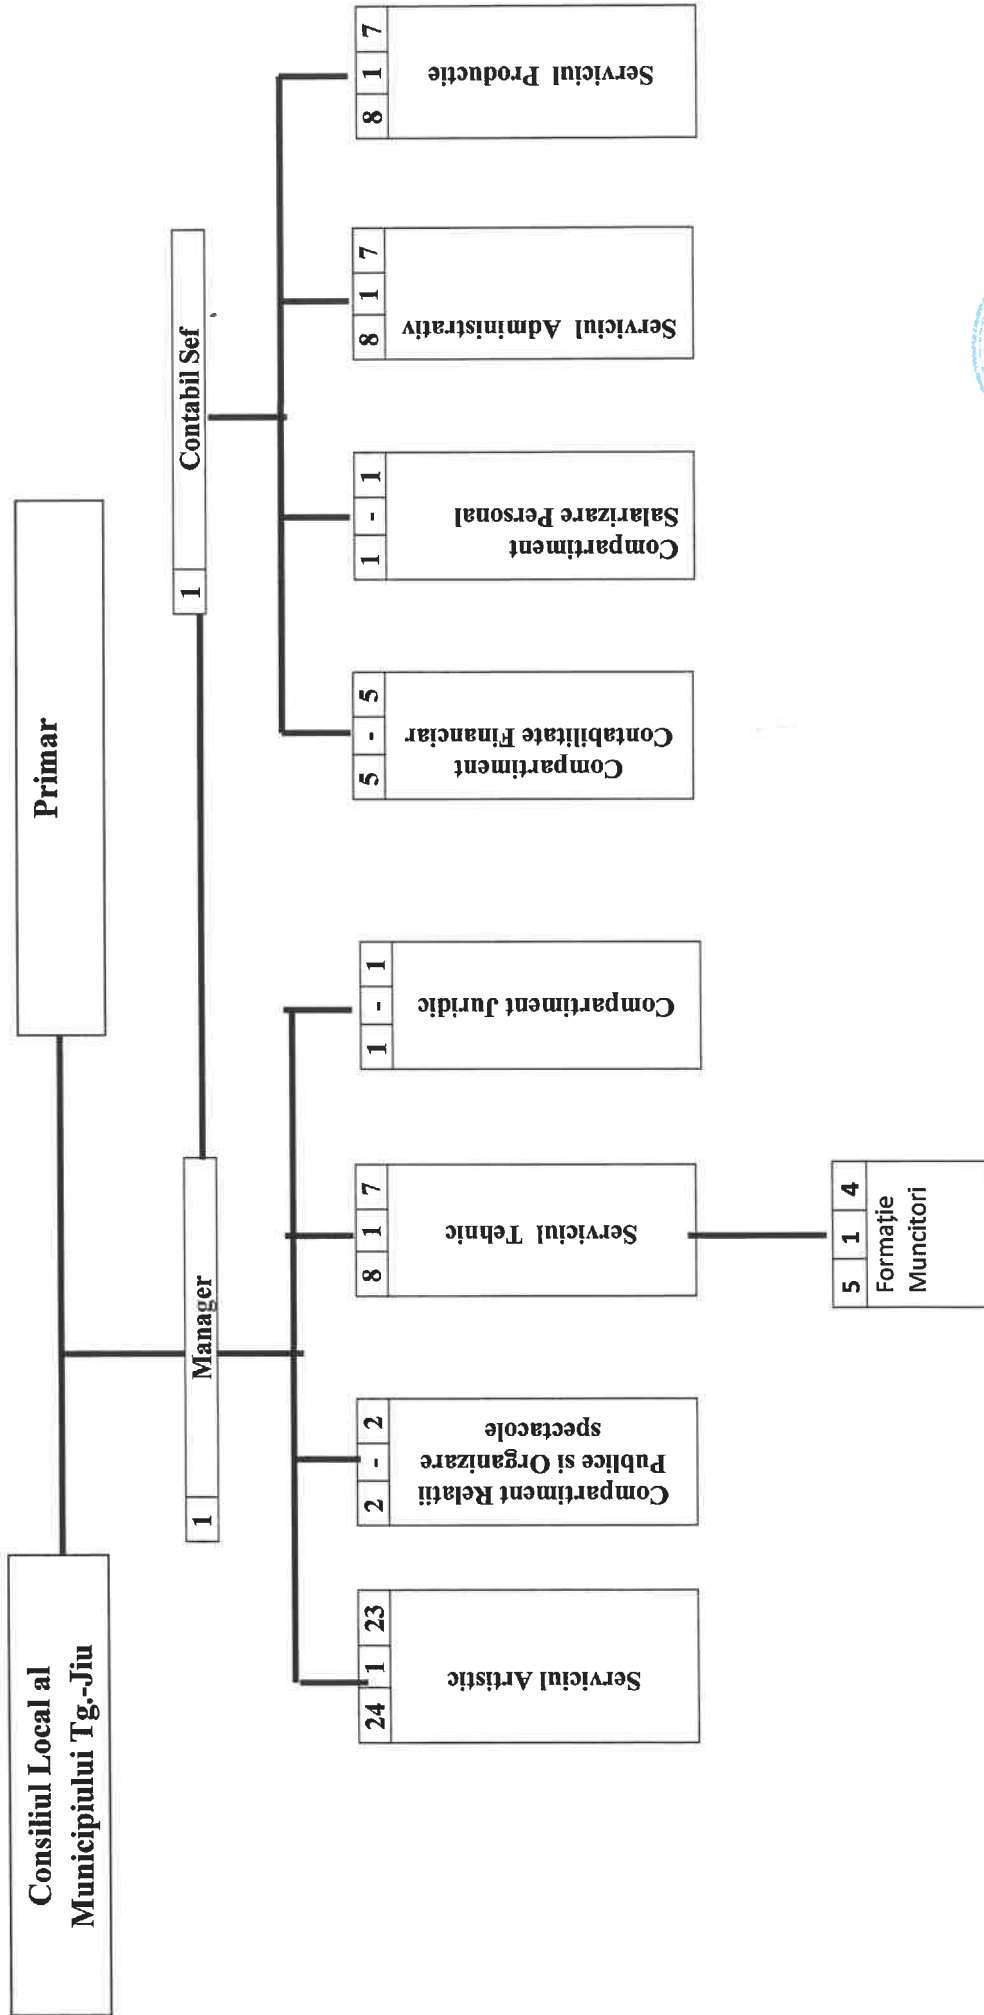 Consiliul Local al
Municipiului Tg.-Jiu
Primar
1 Manager
1 Contabil Sef
24 1 23
Serviciul Artistic
2 - 2
Compartiment Relatii
Publice si Organizare
spectacole
8 1 7
Serviciul Tehnic
1 - 1
Compartiment Juridic
5 - 5
Compartiment
Contabilitate Financiar
1 - 1
Compartiment
Salarizare Personal
8 1 7
Serviciul Administrativ
8 1 7
Serviciul Productie
5 1 4
Formație
Muncitori